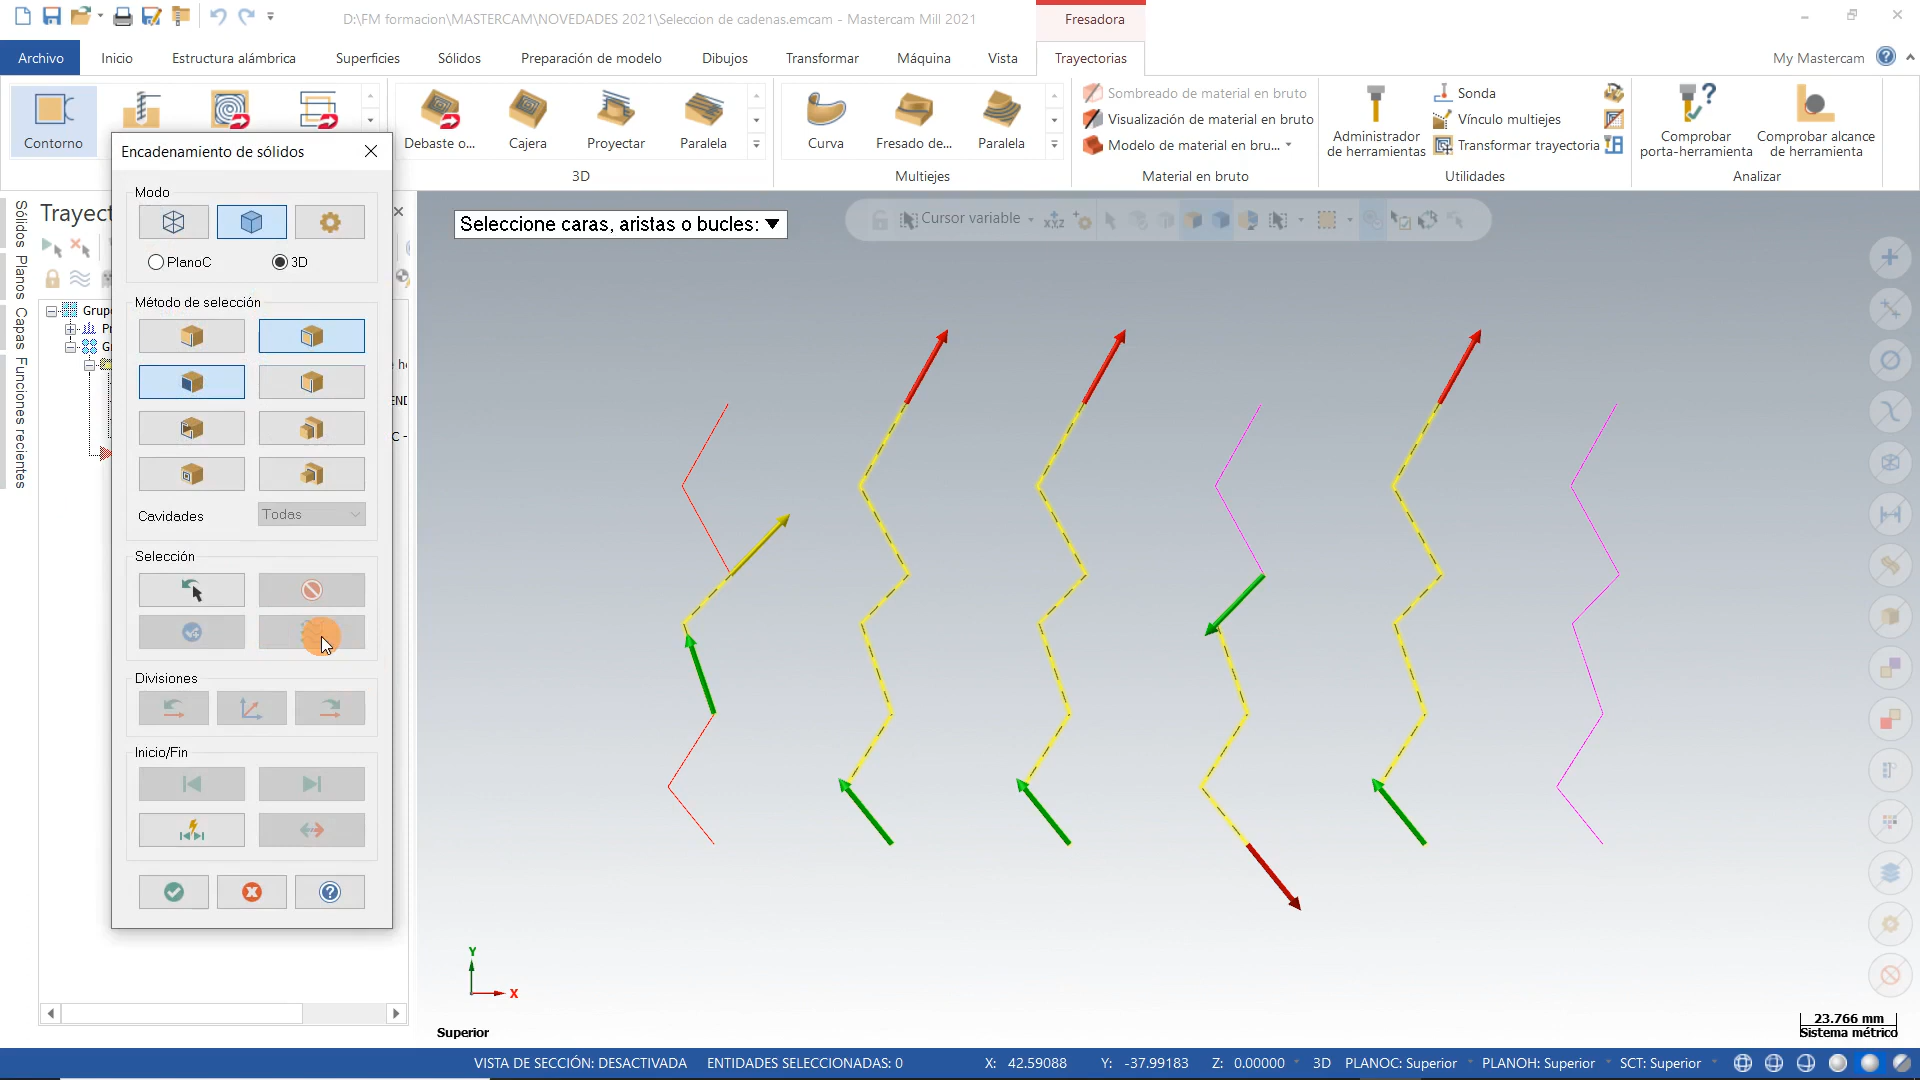 D:\FM formacion\MASTERCAM\NOVEDADES 2021\Seleccion de cadenas.emcam - Mastercam Mill 2021
Fresadora
Archivo
Inicio
Estructura alámbrica
Superficies
Sólidos
Preparación de modelo
Dibujos
Transformar
Máquina
Vista
Trayectorias
My Mastercam
Contorno
Debaste o...
Cajera
Proyectar
Paralela
3D
Curva
Fresado de...
Paralela
Multiejes
Sombreado de material en bruto
Visualización de material en bruto
Modelo de material en bru...
Material en bruto
Administrador de herramientas
Sonda
Vínculo multiejes
Transformar trayectoria
Utilidades
Comprobar porta-herramienta
Comprobar alcance de herramienta
Analizar
Encadenamiento de sólidos
Modo
PlanoC
3D
Método de selección
Cavidades
Todas
Selección
Divisiones
Inicio/Fin
Sólidos
Planos
Capas
Funciones recientes
Trayect
Grup
Seleccione caras, aristas o bucles:
Cursor variable
Y
X
Superior
23.766 mm
Sistema métrico
VISTA DE SECCIÓN: DESACTIVADA
ENTIDADES SELECCIONADAS: 0
X: 42.59088
Y: -37.99183
Z: 0.00000
3D
PLANOC: Superior
PLANOH: Superior
SCT: Superior